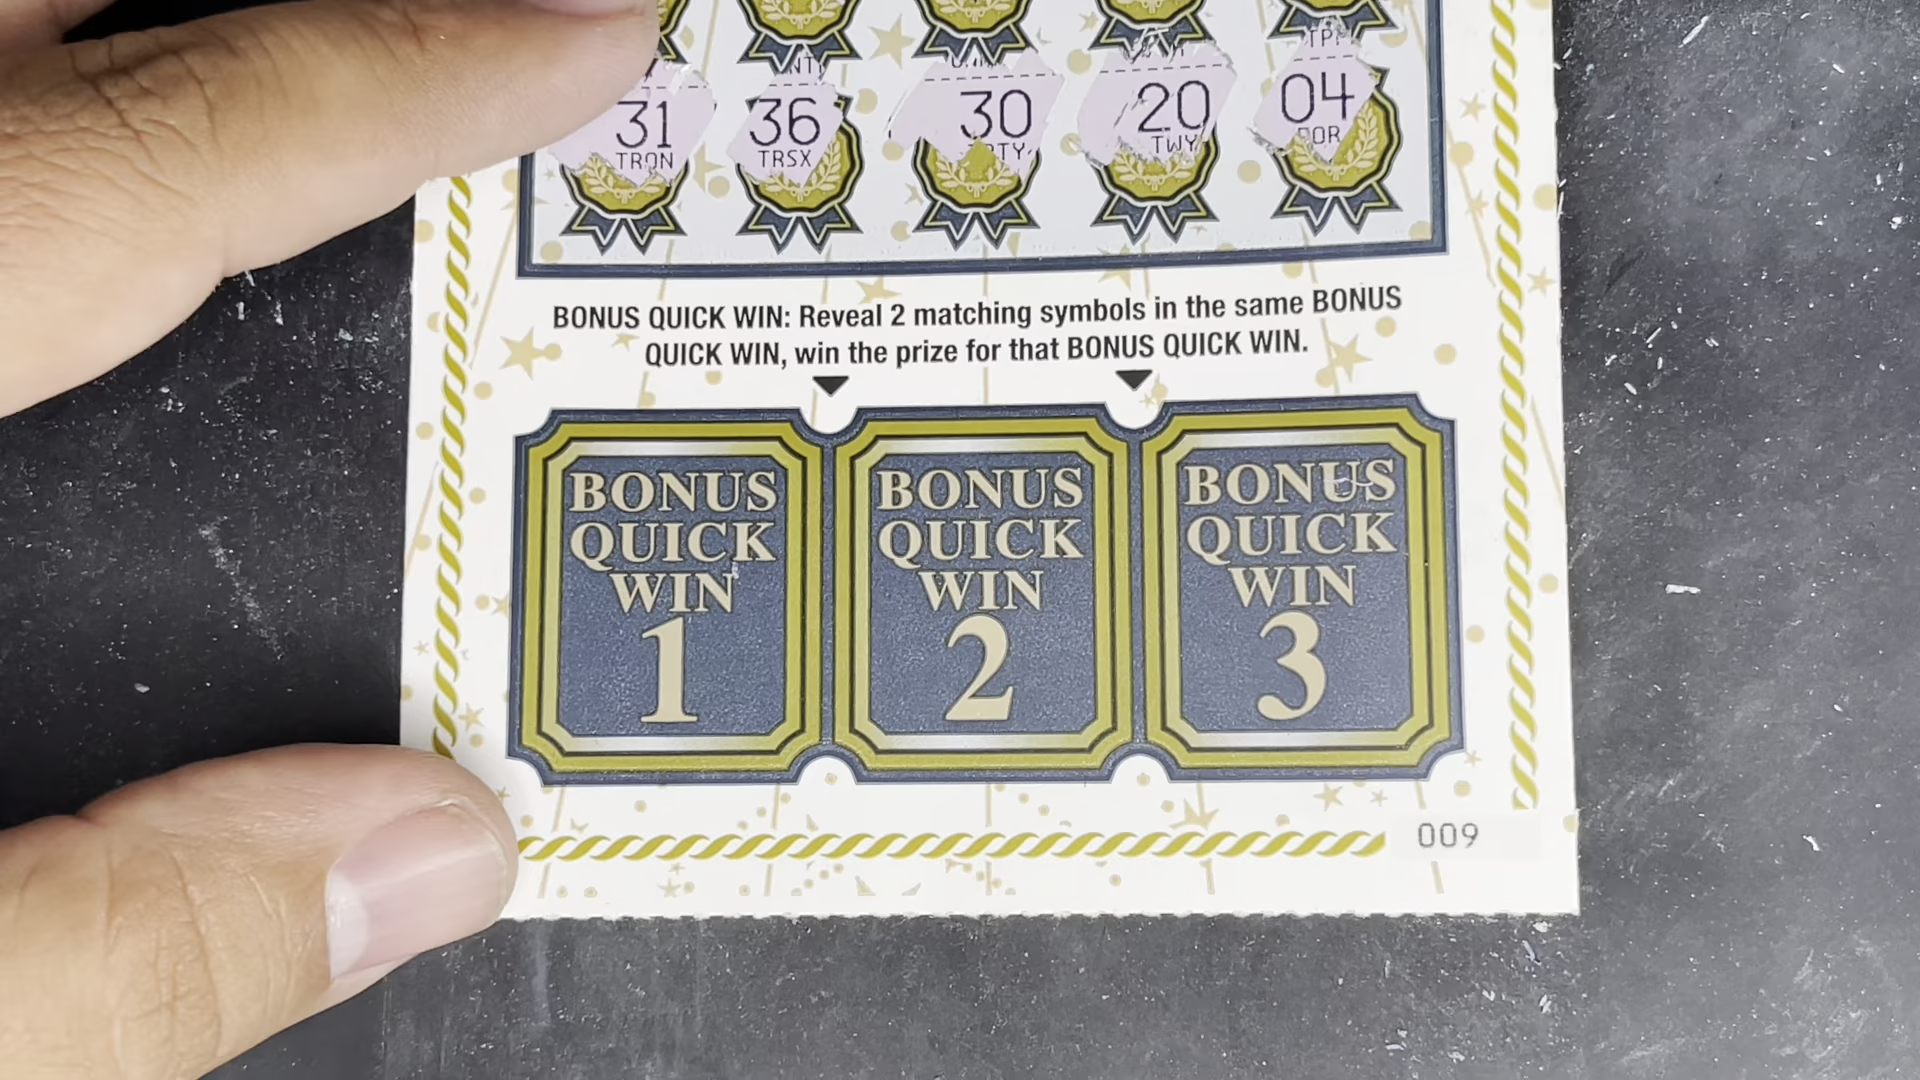 31 36 30 20 04
TRON TRSX TWY
BONUS QUICK WIN: Reveal 2 matching symbols in the same BONUS
QUICK WIN, win the prize for that BONUS QUICK WIN.
BONUS
QUICK
WIN
1
BONUS
QUICK
WIN
2
BONUS
QUICK
WIN
3
009